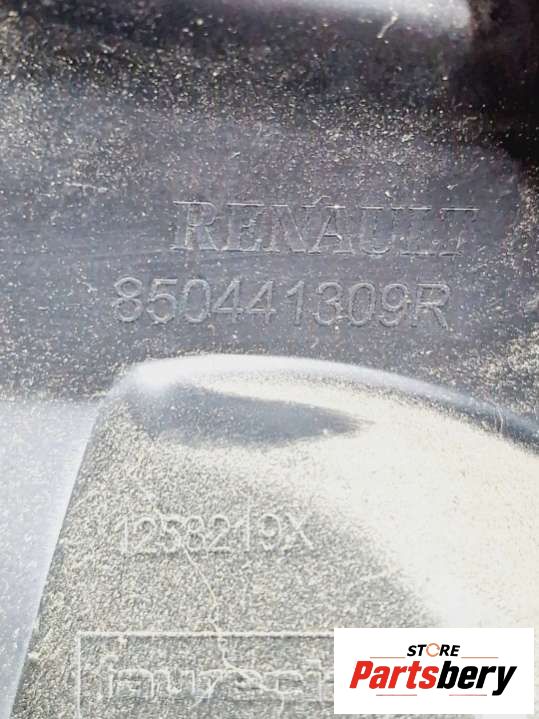 RENAULT
850441309R
1258219X
STORE
Partsbery